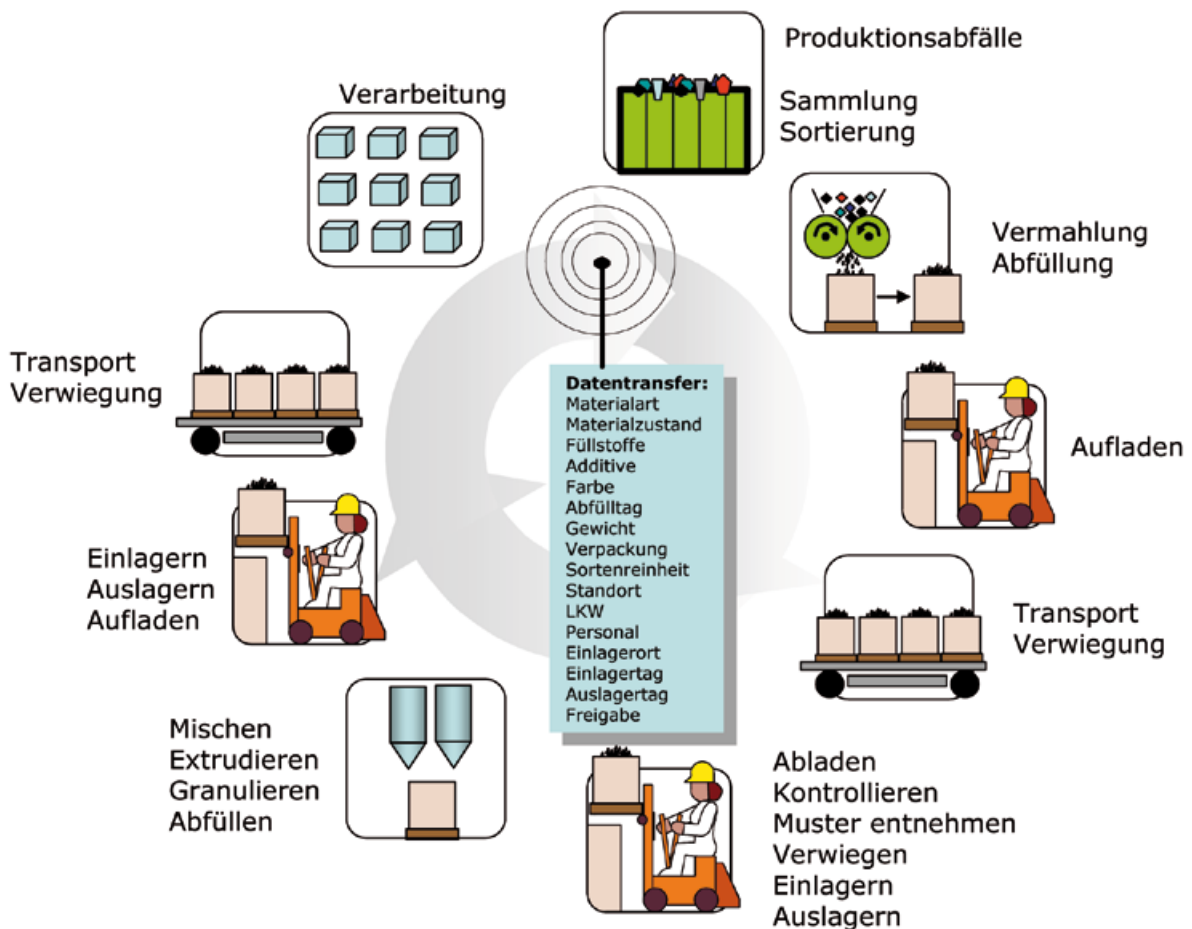 Produktionsabfälle
Sammlung
Sortierung
Vermahlung
Abfüllung
Aufladen
Transport
Verwiegung
Abladen
Kontrollieren
Muster entnehmen
Verwiegen
Einlagern
Auslagern
Mischen
Extrudieren
Granulieren
Abfüllen
Einlagern
Auslagern
Aufladen
Transport
Verwiegung
Verarbeitung
Datentransfer:
Materialart
Materialzustand
Füllstoffe
Additive
Farbe
Abfülltag
Gewicht
Verpackung
Sortenreinheit
Standort
LKW
Personal
Einlagerort
Einlagertag
Auslagertag
Freigabe